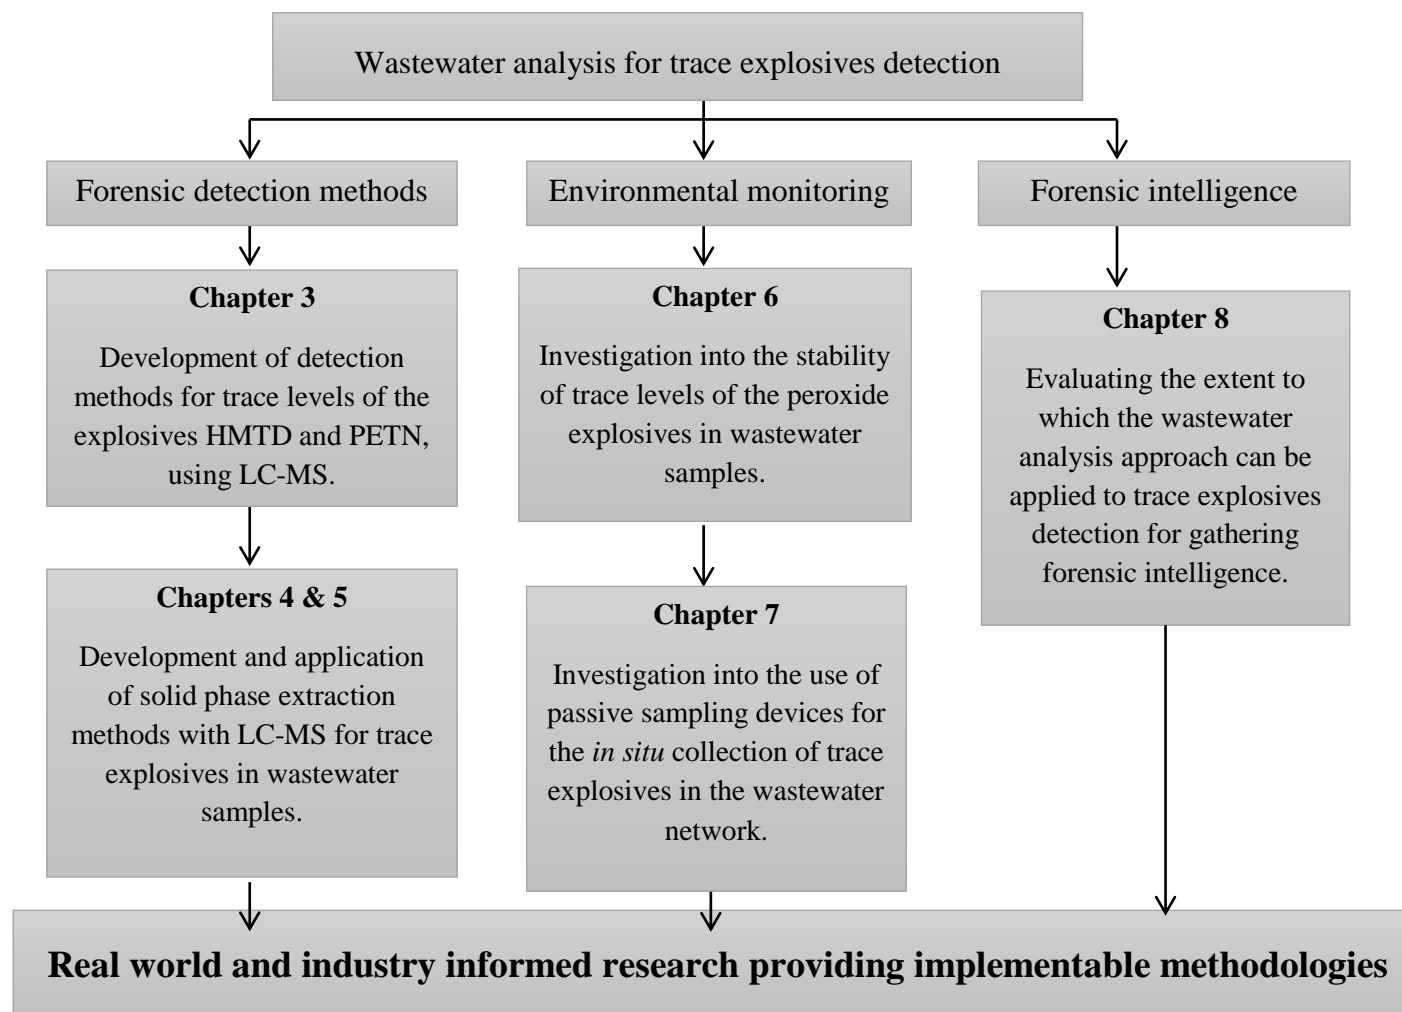 Wastewater analysis for trace explosives detection
Forensic detection methods
Environmental monitoring
Forensic intelligence
Chapter 3
Development of detection
methods for trace levels of the
explosives HMTD and PETN,
using LC-MS.
Chapters 4 & 5
Development and application
of solid phase extraction
methods with LC-MS for trace
explosives in wastewater
samples.
Chapter 6
Investigation into the stability
of trace levels of the peroxide
explosives in wastewater
samples.
Chapter 7
Investigation into the use of
passive sampling devices for
the in situ collection of trace
explosives in the wastewater
network.
Chapter 8
Evaluating the extent to
which the wastewater
analysis approach can be
applied to trace explosives
detection for gathering
forensic intelligence.
Real world and industry informed research providing implementable methodologies